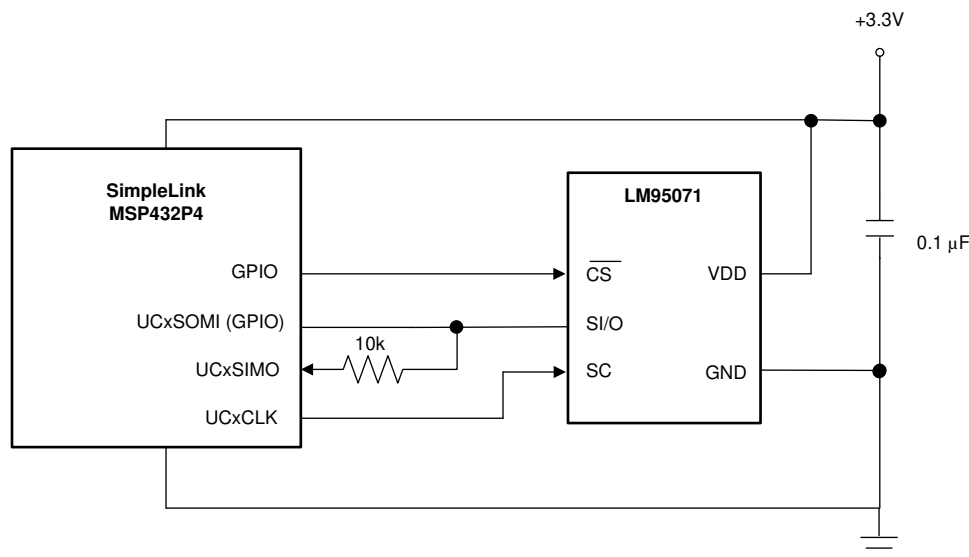 +3.3V
SimpleLink
MSP432P4
LM95071
GPIO
CS
VDD
0.1 μF
UCxSOMI (GPIO)
SI/O
10k
UCxSIMO
SC
GND
UCxCLK